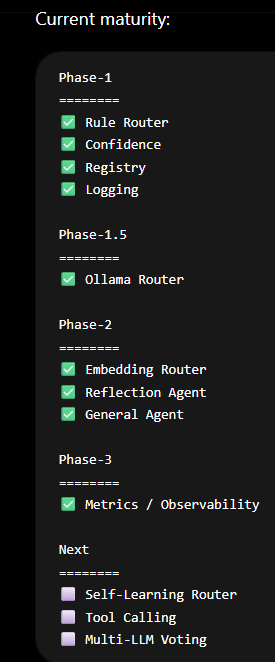 Current maturity:
Phase-1
========
✅ Rule Router
✅ Confidence
✅ Registry
✅ Logging
Phase-1.5
========
✅ Ollama Router
Phase-2
========
✅ Embedding Router
✅ Reflection Agent
✅ General Agent
Phase-3
========
✅ Metrics / Observability
Next
========
⬜ Self-Learning Router
⬜ Tool Calling
⬜ Multi-LLM Voting